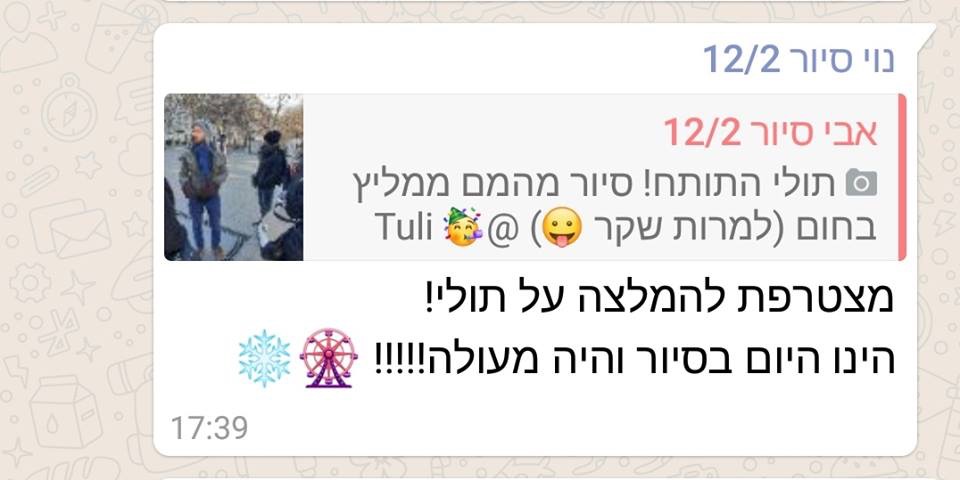 נוי סיור 12/2
אבי סיור 12/2
📷 תולי התותח! סיור מהמם ממליץ
בחום (למרות שקר 😛) @🥳 Tuli
מצטרפת להמלצה על תולי!
הינו היום בסיור והיה מעולה!!!!! 🎡❄️
17:39